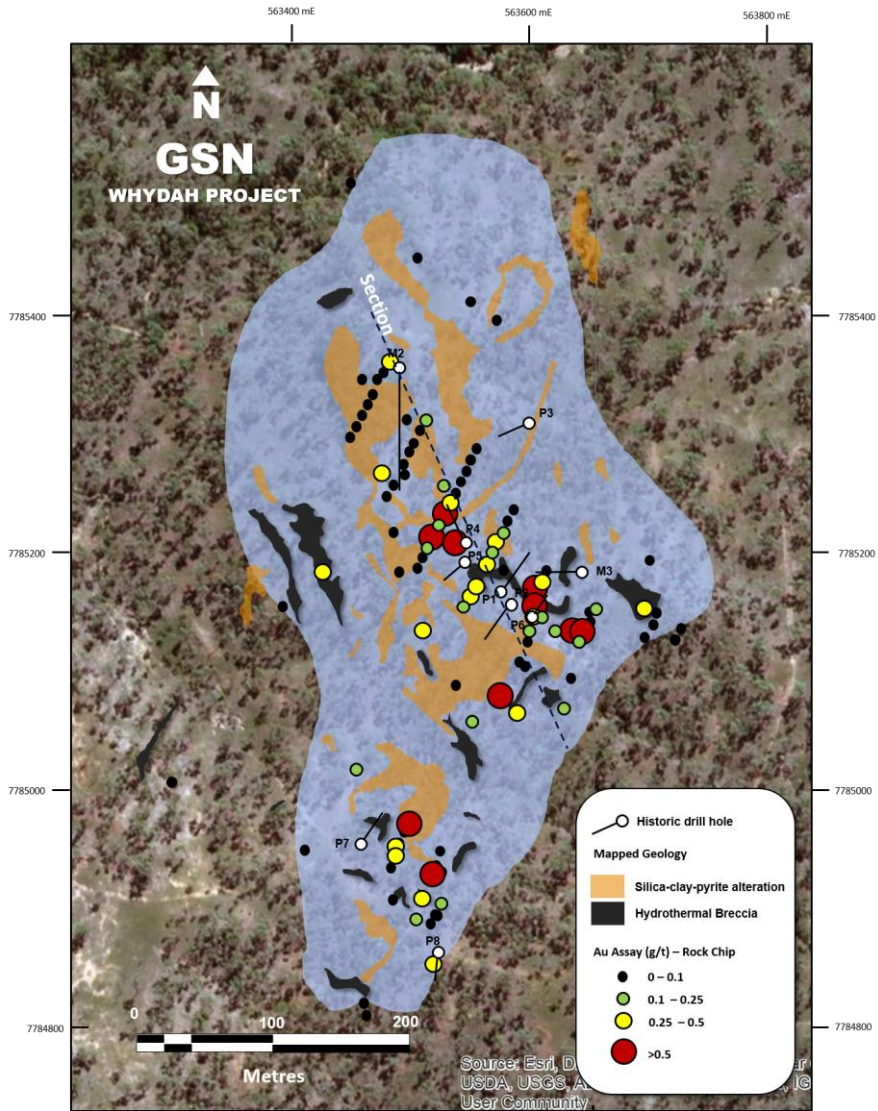 563400 mE
563600 mE
563800 mE
N
GSN
WHYDAH PROJECT
Section
7785400
7785400
M2
P3
7785200
7785200
P4
P5
M3
P1
P6
7785000
7785000
P7
P8
Historic drill hole
Mapped Geology
Silica-clay-pyrite alteration
Hydrothermal Breccia
Au Assay (g/t) – Rock Chip
0 – 0.1
0.1 – 0.25
0.25 – 0.5
>0.5
7784800
7784800
0
100
200
Metres
Source: Esri,
USDA, USGS,
User Community